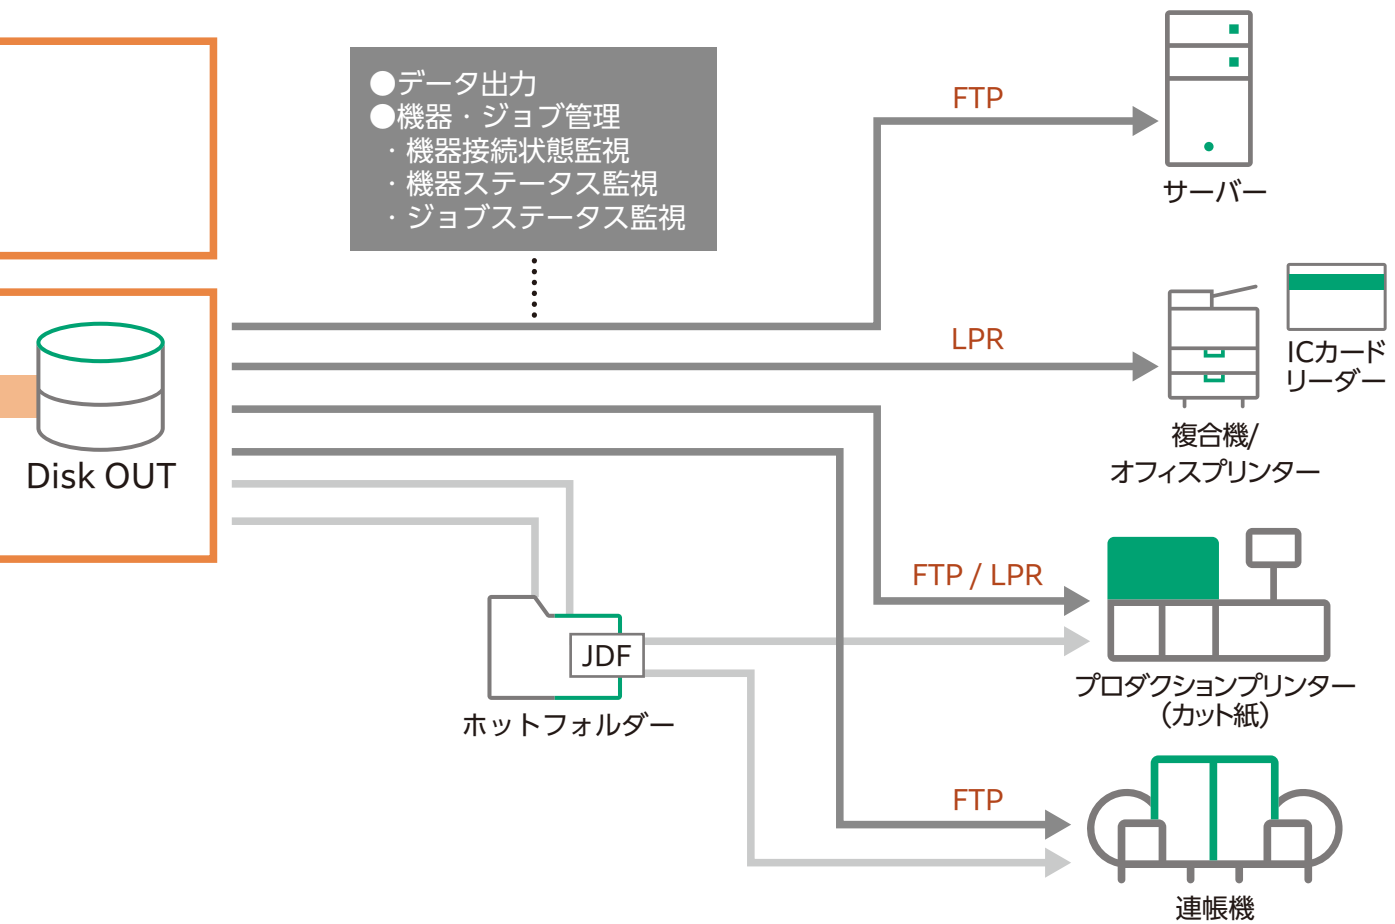 ●データ出力
●機器・ジョブ管理
・機器接続状態監視
・機器ステータス監視
・ジョブステータス監視
FTP
サーバー
LPR
ICカード
リーダー
複合機/
オフィスプリンター
Disk OUT
FTP / LPR
JDF
ホットフォルダー
プロダクションプリンター
(カット紙)
FTP
連帳機